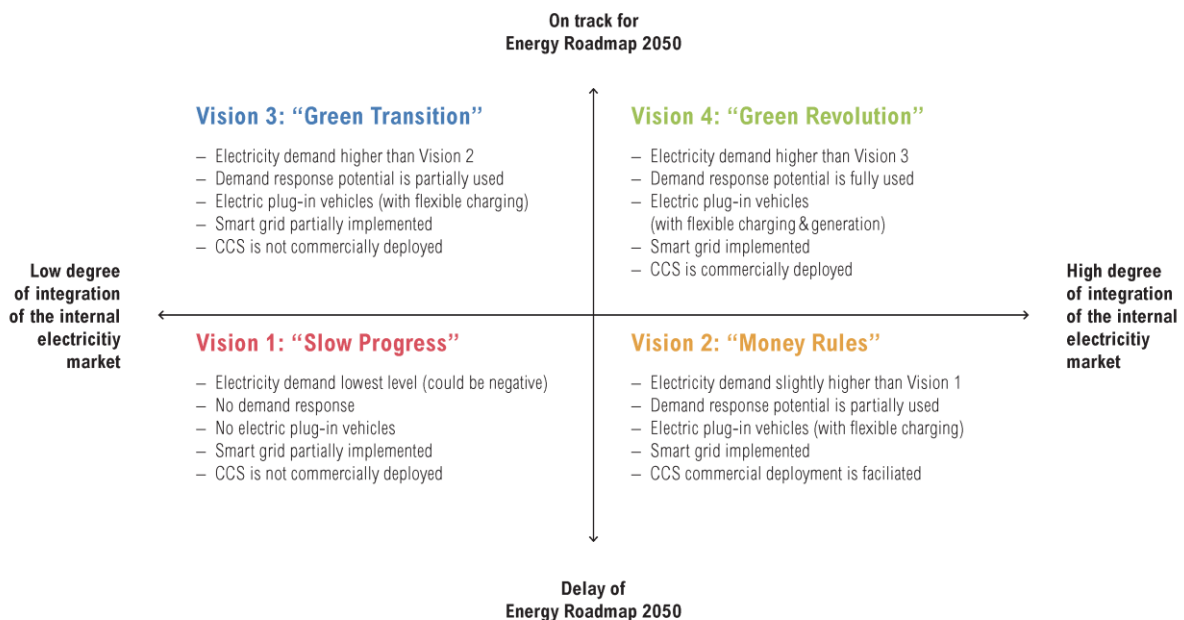 On track for
Energy Roadmap 2050
Vision 3: “Green Transition”
– Electricity demand higher than Vision 2
– Demand response potential is partially used
– Electric plug-in vehicles (with flexible charging)
– Smart grid partially implemented
– CCS is not commercially deployed
Vision 4: “Green Revolution”
– Electricity demand higher than Vision 3
– Demand response potential is fully used
– Electric plug-in vehicles
(with flexible charging & generation)
– Smart grid implemented
– CCS is commercially deployed
Low degree
of integration
of the internal
electricitiy
market
High degree
of integration
of the internal
electricitiy
market
Vision 1: “Slow Progress”
– Electricity demand lowest level (could be negative)
– No demand response
– No electric plug-in vehicles
– Smart grid partially implemented
– CCS is not commercially deployed
Vision 2: “Money Rules”
– Electricity demand slightly higher than Vision 1
– Demand response potential is partially used
– Electric plug-in vehicles (with flexible charging)
– Smart grid implemented
– CCS commercial deployment is faciliated
Delay of
Energy Roadmap 2050